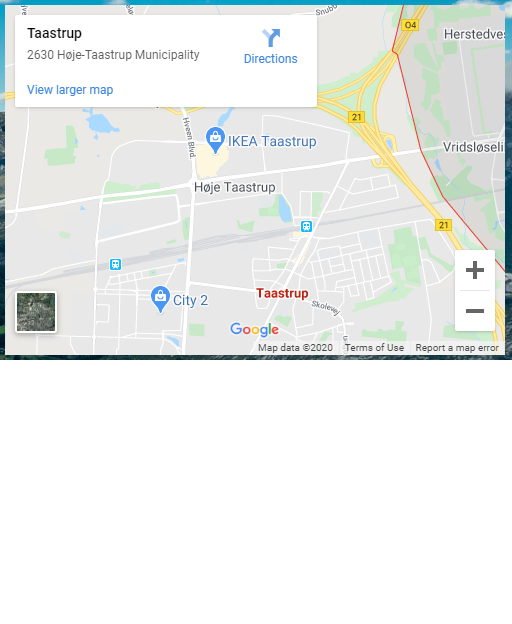 Snubb
O4
Taastrup
2630 Høje-Taastrup Municipality
Directions
View larger map
Herstedves
21
Hveen Blvd
IKEA Taastrup
Vridsløseli
Høje Taastrup
21
City 2
Taastrup
Skolevej
Google
Map data ©2020 Terms of Use Report a map error